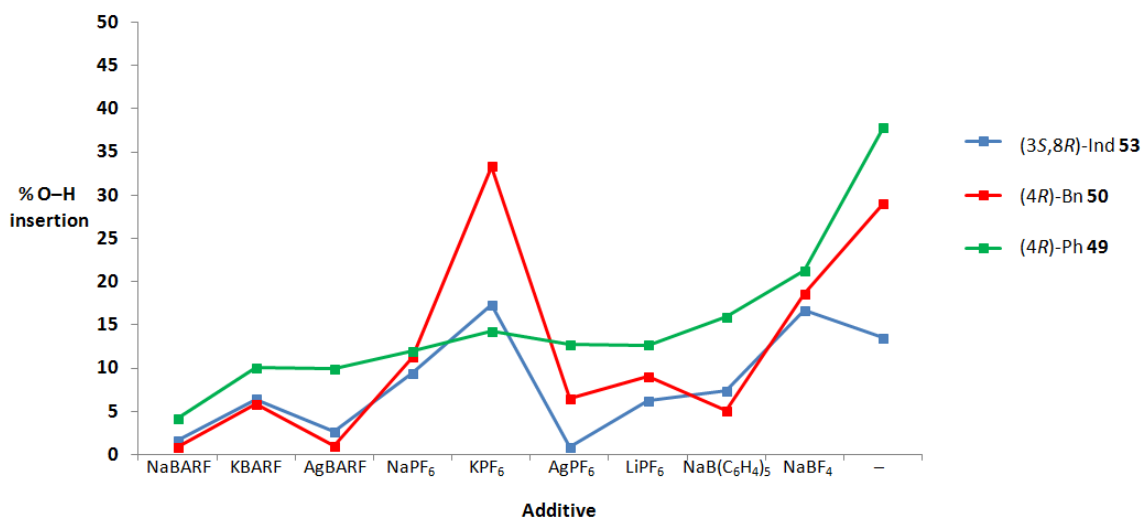 50
45
40
35
30
25
20
15
10
5
0
% O–H
insertion
NaBARF KBARF AgBARF NaPF₆ KPF₆ AgPF₆ LiPF₆ NaB(C₆H₄)₅ NaBF₄ –
Additive
(3S,8R)-Ind 53
(4R)-Bn 50
(4R)-Ph 49